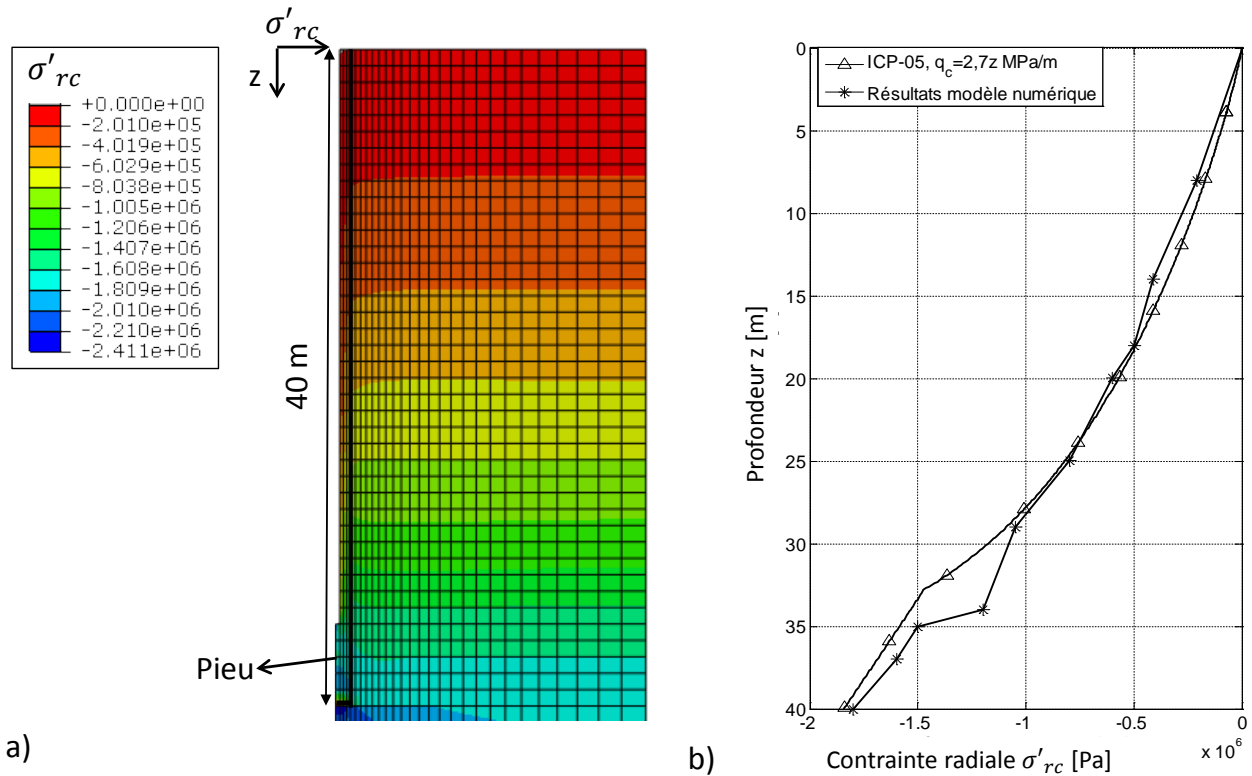 σ'rc
+0.000e+00
-2.010e+05
-4.019e+05
-6.029e+05
-8.038e+05
-1.005e+06
-1.206e+06
-1.407e+06
-1.608e+06
-1.809e+06
-2.010e+06
-2.210e+06
-2.411e+06
σ'rc
z
40 m
Pieu
a)
ICP-05, qc=2,7z MPa/m
Résultats modèle numérique
0
5
10
15
20
25
30
35
40
Profondeur z [m]
-2
-1.5
-1
-0.5
0
x 10^6
Contrainte radiale σ'rc [Pa]
b)